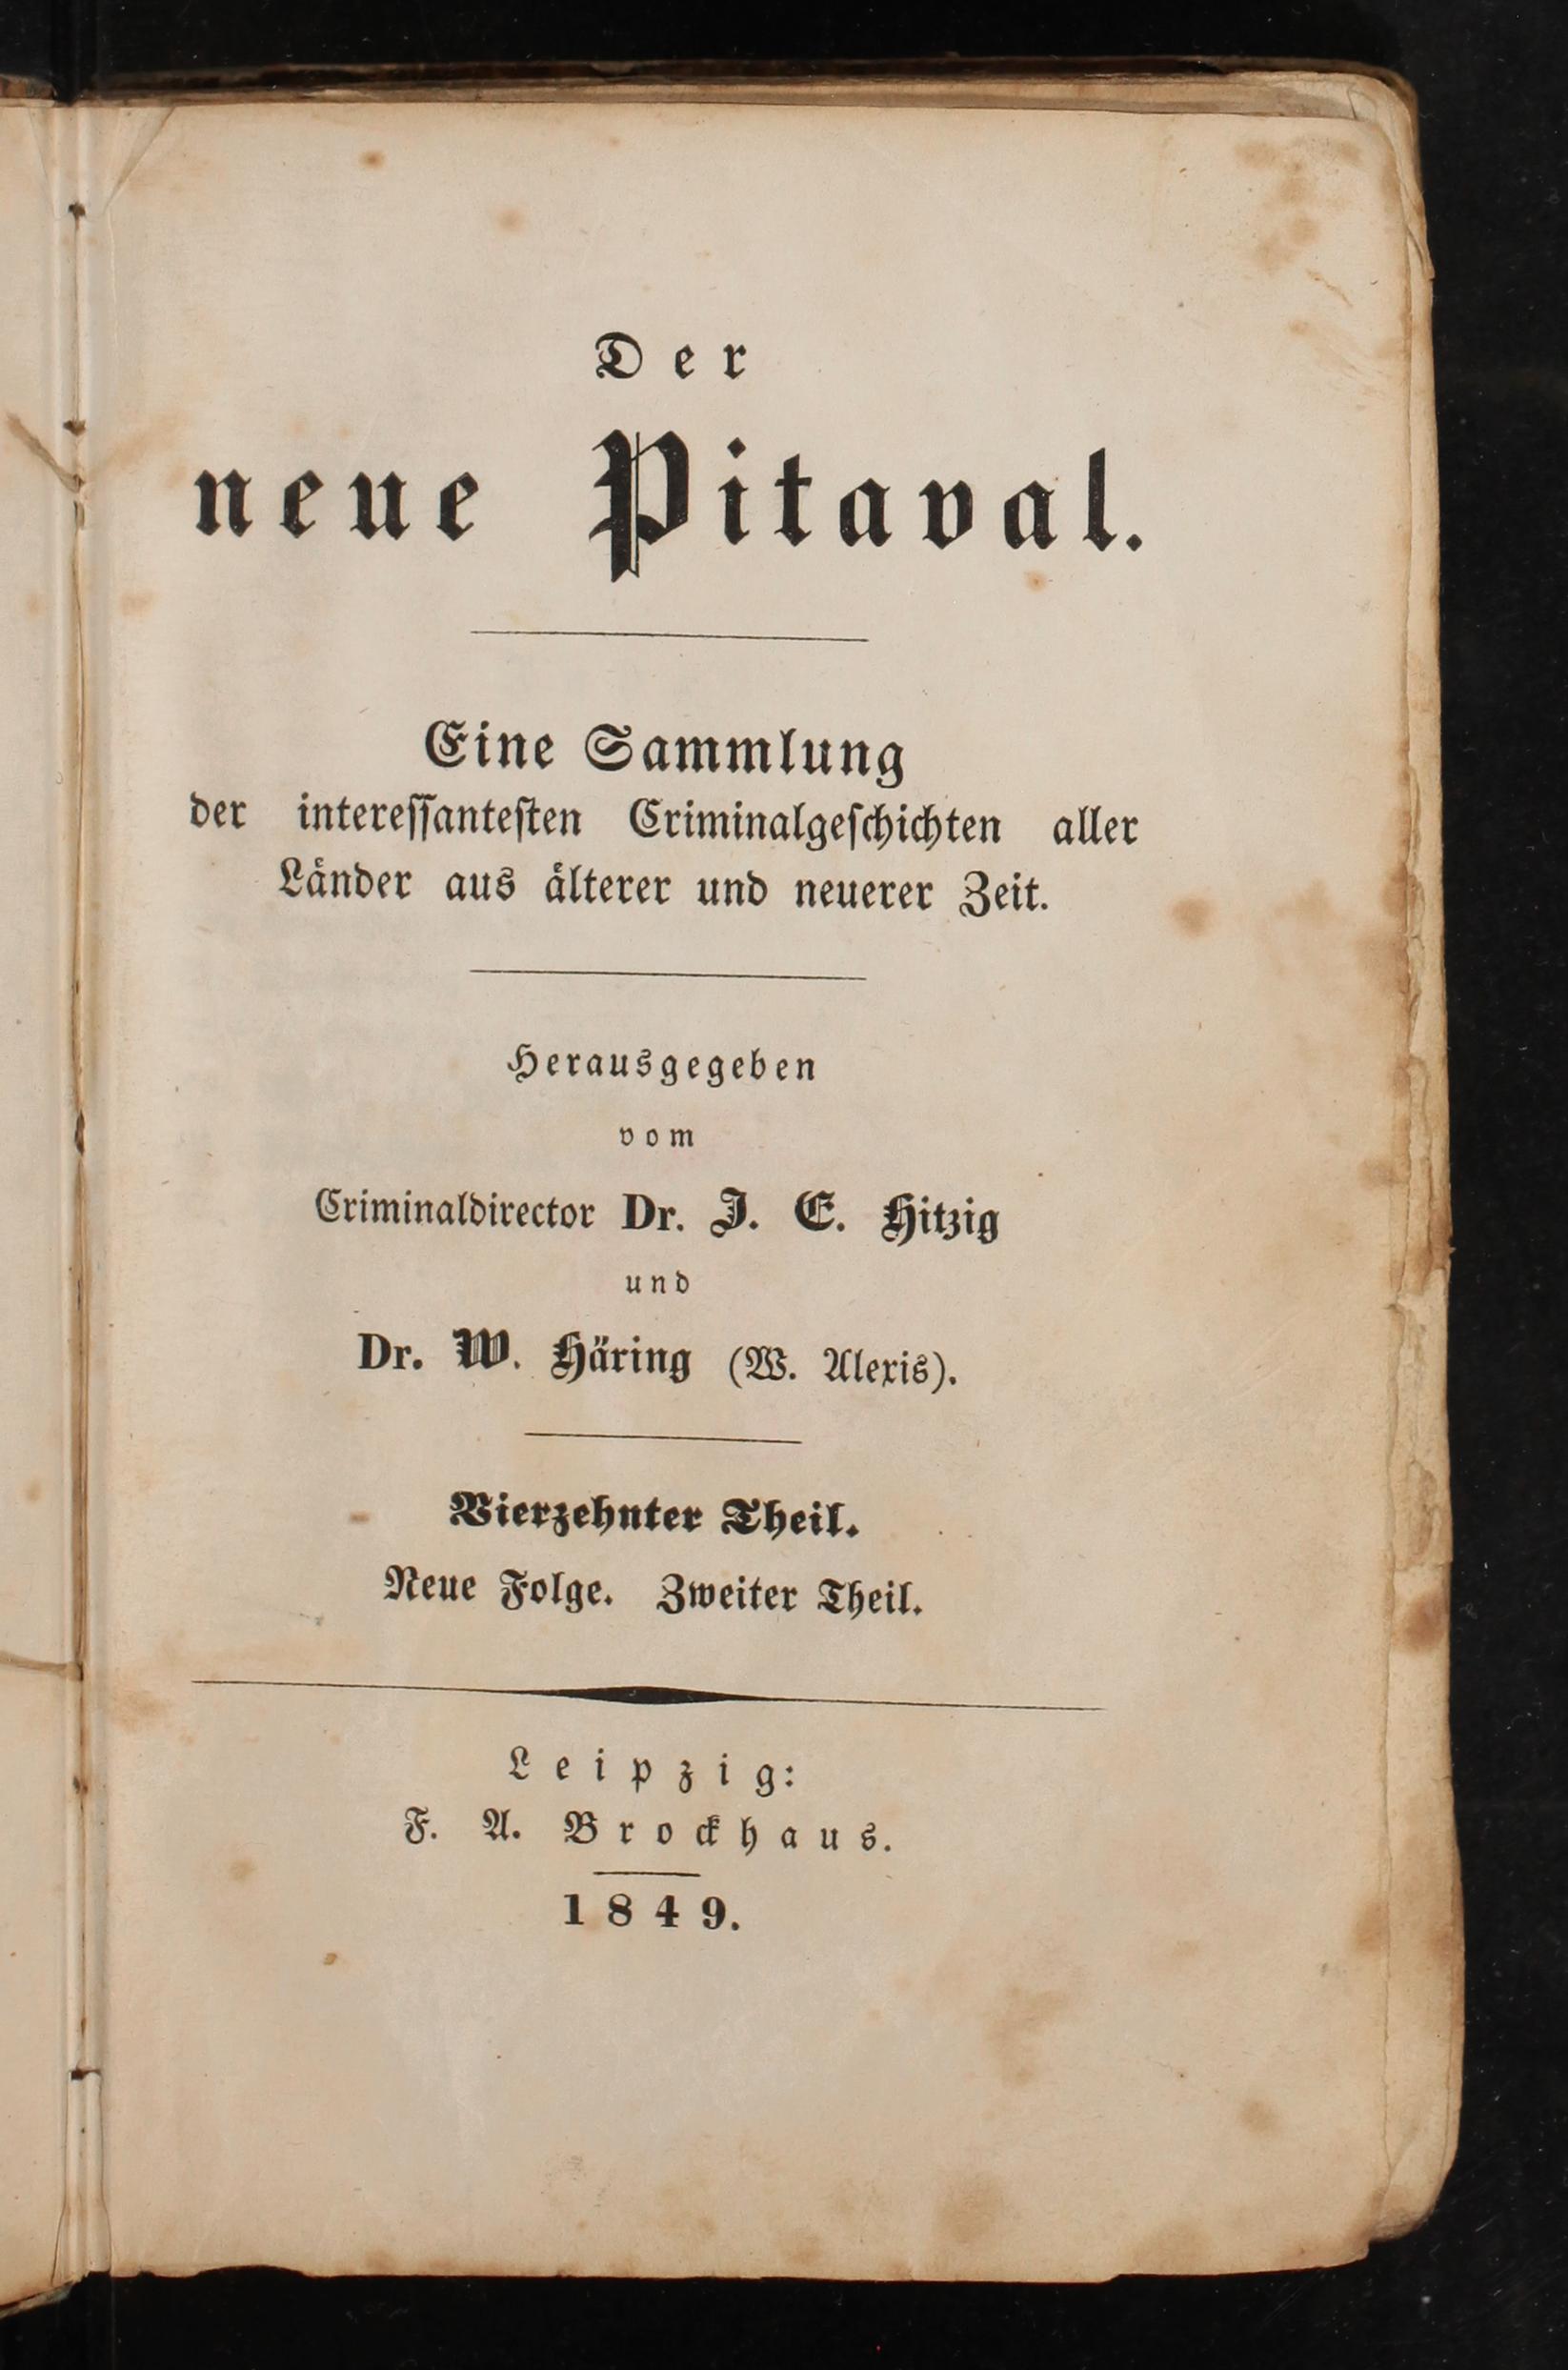 Der
neue Pitaval.
Eine Sammlung
der intereſſanteſten Criminalgeſchichten aller
Länder aus älterer und neuerer Zeit.
Herausgegeben
vom
Criminaldirector Dr. J. E. Hitzig
und
Dr. W. Häring (W. Alexis).
Vierzehnter Theil.
Neue Folge. Zweiter Theil.
Leipzig:
F. A. Brockhaus.
1849.